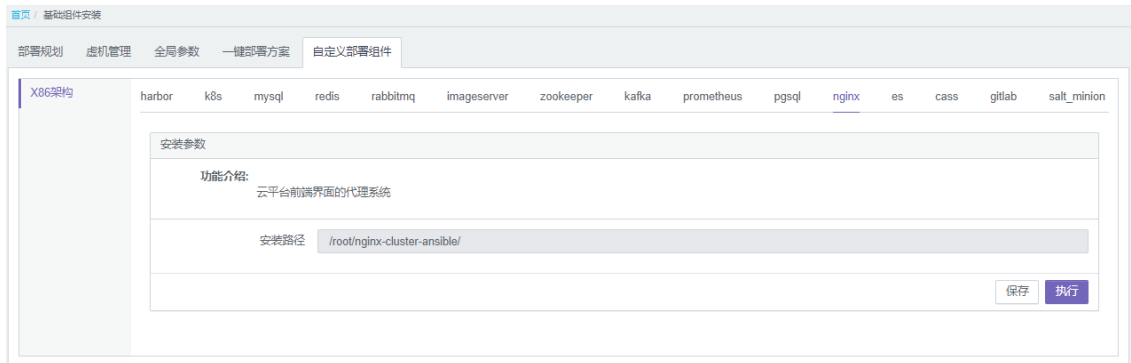 首页 / 基础组件安装
部署规划 虚机管理 全局参数 一键部署方案 自定义部署组件
X86架构
harbor k8s mysql redis rabbitmq imageserver zookeeper kafka prometheus pgsql nginx es cass gitlab salt_minion
安装参数
功能介绍:
云平台前端界面的代理系统
安装路径 /root/nginx-cluster-ansible/
保存 执行